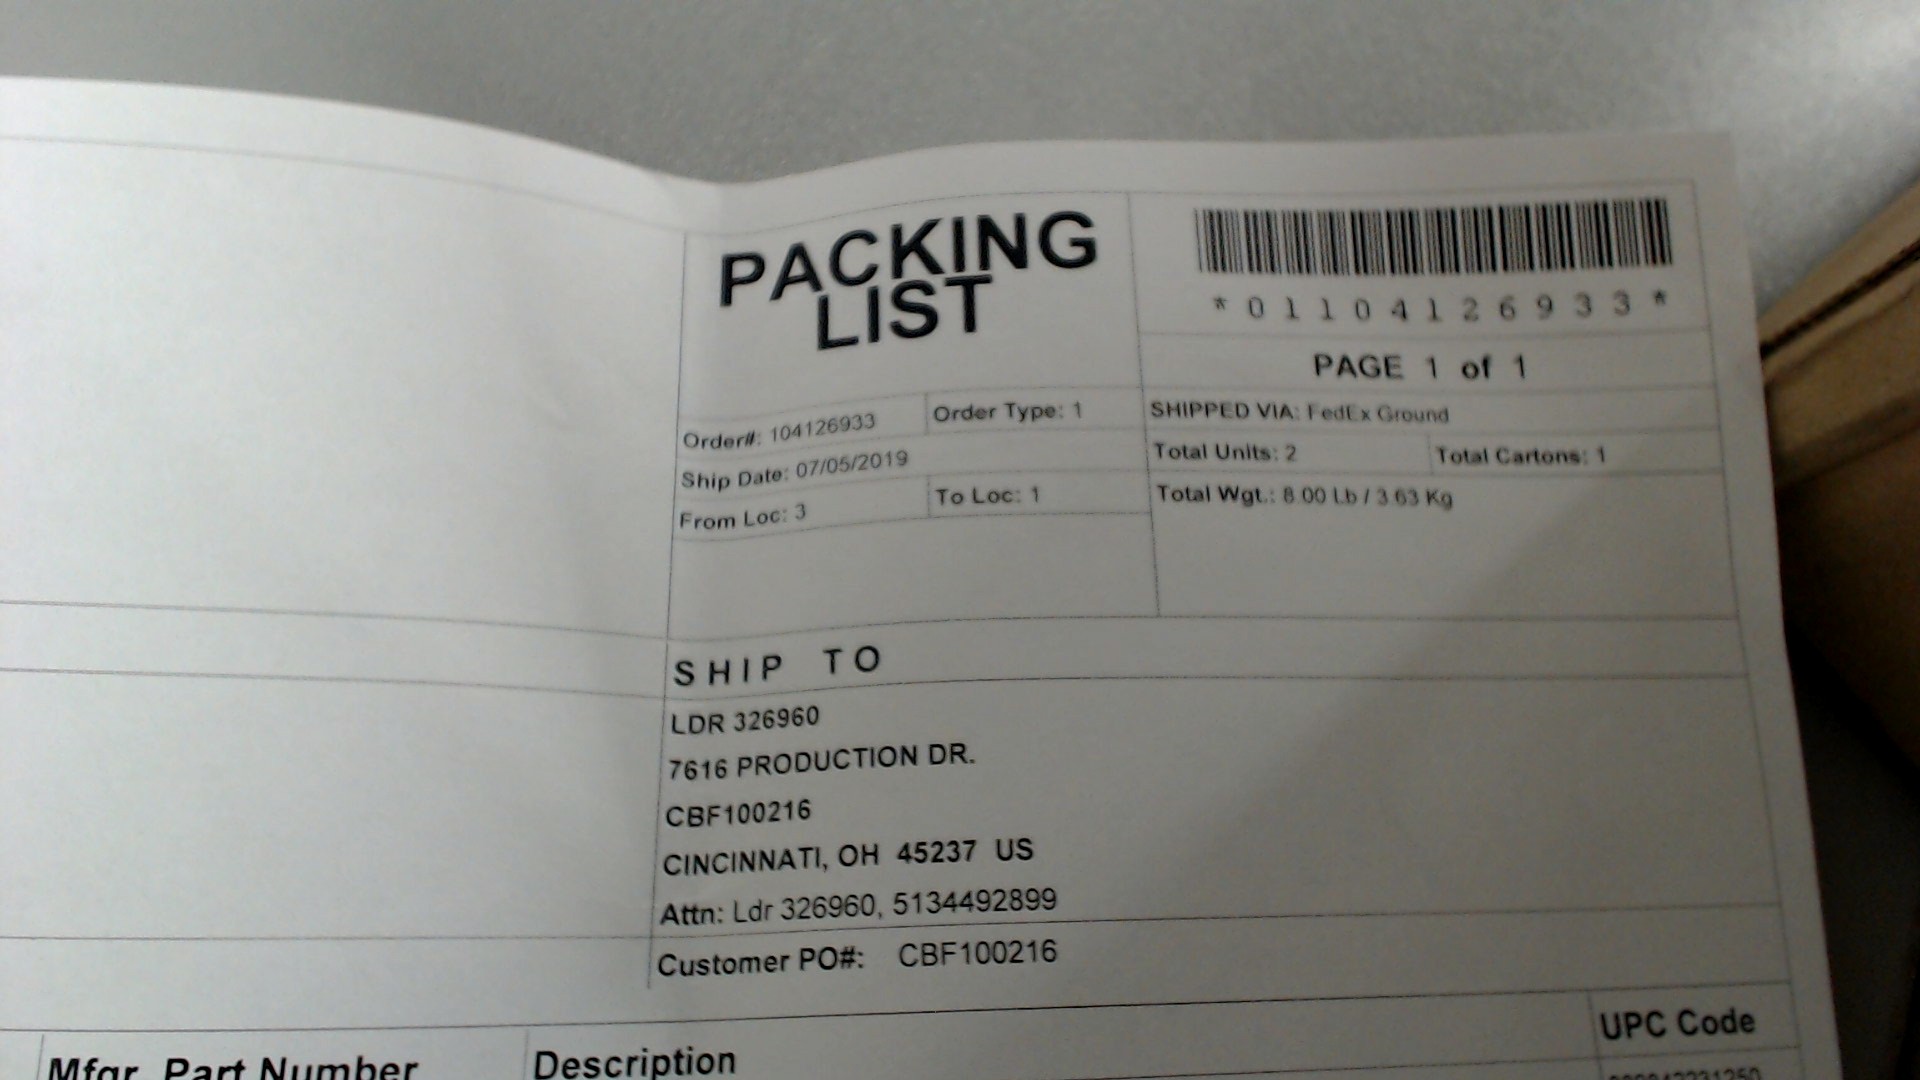 PACKING
LIST
*01104126933*
PAGE 1 of 1
Order#: 104126933
Order Type: 1
SHIPPED VIA: FedEx Ground
Ship Date: 07/05/2019
Total Units: 2
Total Cartons: 1
From Loc: 3
To Loc: 1
Total Wgt.: 8.00 Lb / 3.63 Kg
SHIP TO
LDR 326960
7616 PRODUCTION DR.
CBF100216
CINCINNATI, OH 45237 US
Attn: Ldr 326960, 5134492899
Customer PO#: CBF100216
Mfgr. Part Number
Description
UPC Code